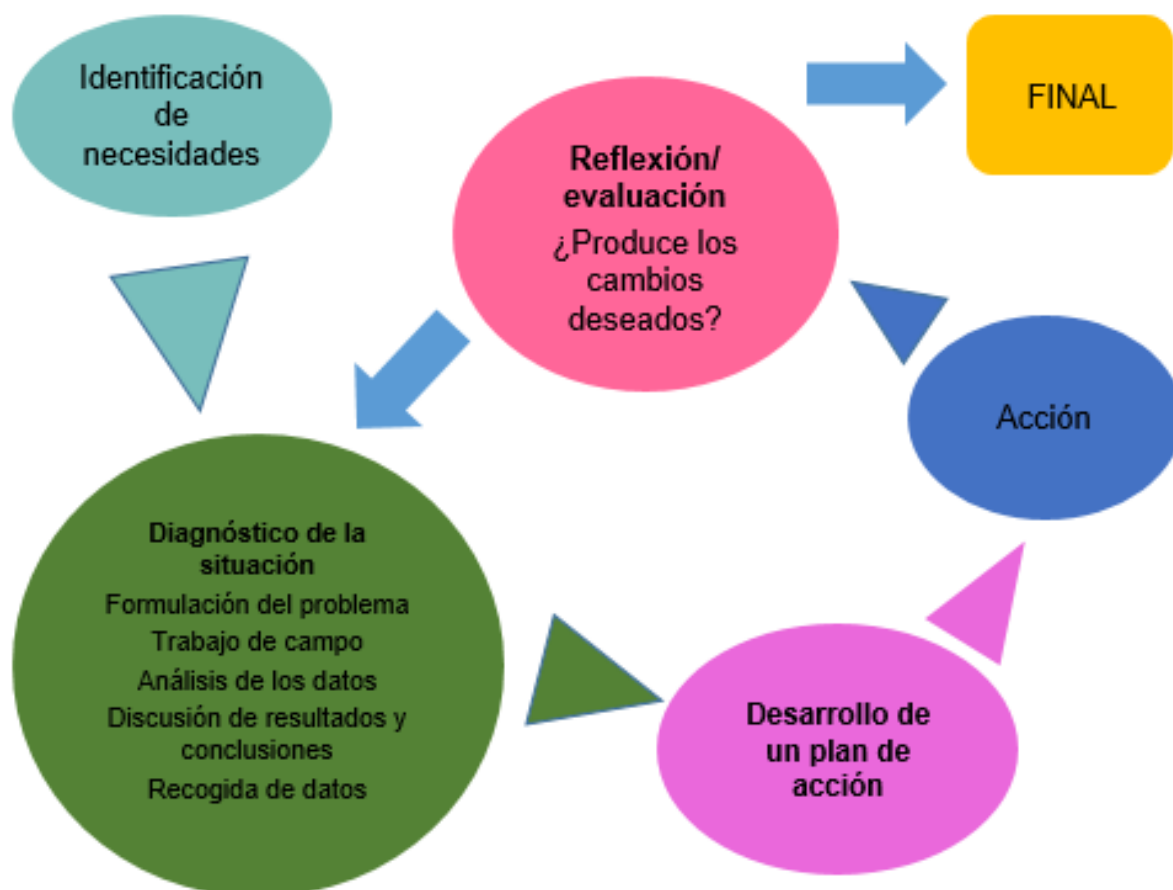 Identificación
de
necesidades
Reflexión/
evaluación
¿Produce los
cambios
deseados?
FINAL
Acción
Diagnóstico de la
situación
Formulación del problema
Trabajo de campo
Análisis de los datos
Discusión de resultados y
conclusiones
Recogida de datos
Desarrollo de
un plan de
acción